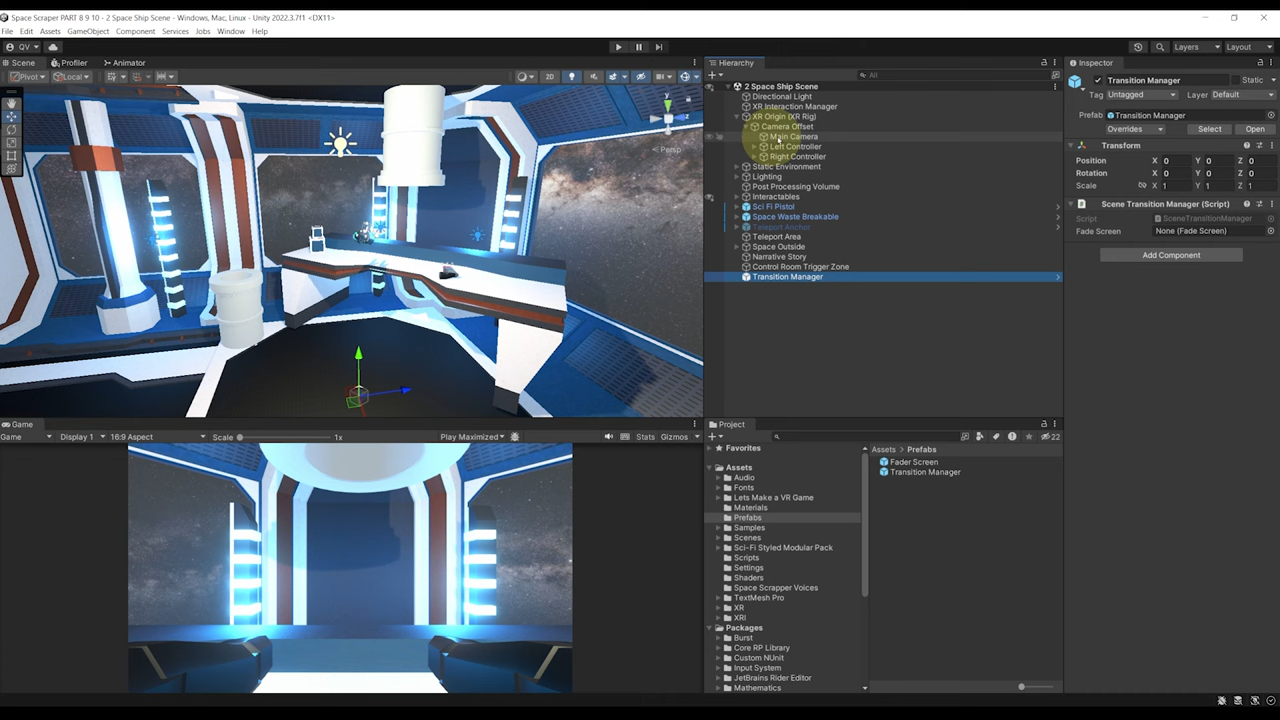 Space Scraper PART 8 9 10 - 2 Space Ship Scene - Windows, Mac, Linux - Unity 2022.3.7f1 <DX11>
File Edit Assets GameObject Component Services Jobs Window Help
QV Layers Layout
Scene Profiler Animator
Pivot Local 2D
Persp
Hierarchy
All
2 Space Ship Scene
Directional Light
XR Interaction Manager
XR Origin (XR Rig)
Camera Offset
Main Camera
Left Controller
Right Controller
Static Environment
Lighting
Post Processing Volume
Interactables
Sci Fi Pistol
Space Waste Breakable
Teleport Anchor
Teleport Area
Space Outside
Narrative Story
Control Room Trigger Zone
Transition Manager
Inspector
Transition Manager Static
Tag Untagged Layer Default
Prefab Transition Manager
Overrides Select Open
Transform
Position X 0 Y 0 Z 0
Rotation X 0 Y 0 Z 0
Scale X 1 Y 1 Z 1
Scene Transition Manager (Script)
Script SceneTransitionManager
Fade Screen None (Fade Screen)
Add Component
Game
Game Display 1 16:9 Aspect Scale 1x Play Maximized Stats Gizmos
Project
22
Favorites
Assets
Audio
Fonts
Lets Make a VR Game
Materials
Prefabs
Samples
Scenes
Sci-Fi Styled Modular Pack
Scripts
Settings
Shaders
Space Scrapper Voices
TextMesh Pro
XR
XRI
Packages
Burst
Core RP Library
Custom NUnit
Input System
JetBrains Rider Editor
Mathematics
Assets > Prefabs
Fader Screen
Transition Manager